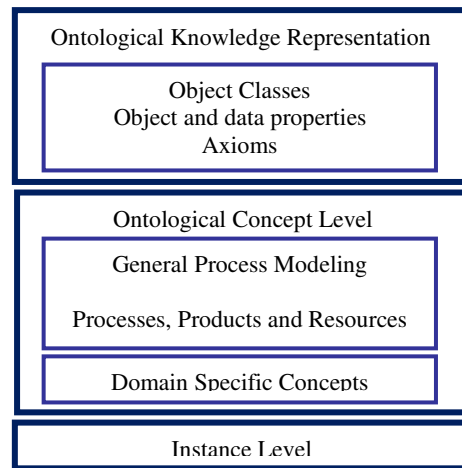 Ontological Knowledge Representation
Object Classes
Object and data properties
Axioms
Ontological Concept Level
General Process Modeling
Processes, Products and Resources
Domain Specific Concepts
Instance Level